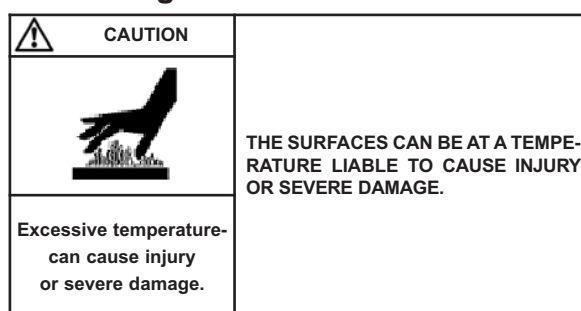 CAUTION
Excessive temperature-
can cause injury
or severe damage.
THE SURFACES CAN BE AT A TEMPE-
RATURE LIABLE TO CAUSE INJURY
OR SEVERE DAMAGE.